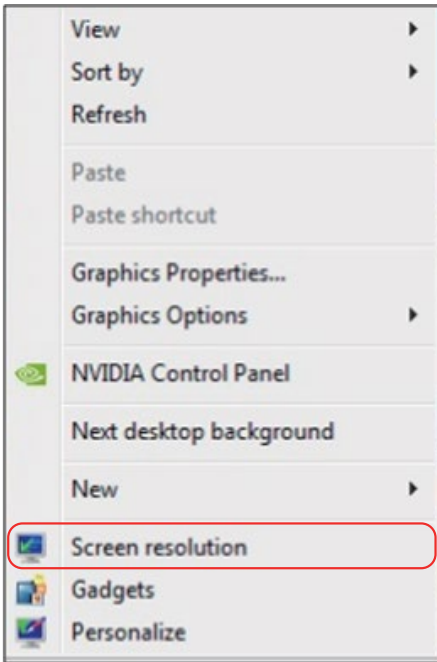 View
Sort by
Refresh
Paste
Paste shortcut
Graphics Properties...
Graphics Options
NVIDIA Control Panel
Next desktop background
New
Screen resolution
Gadgets
Personalize